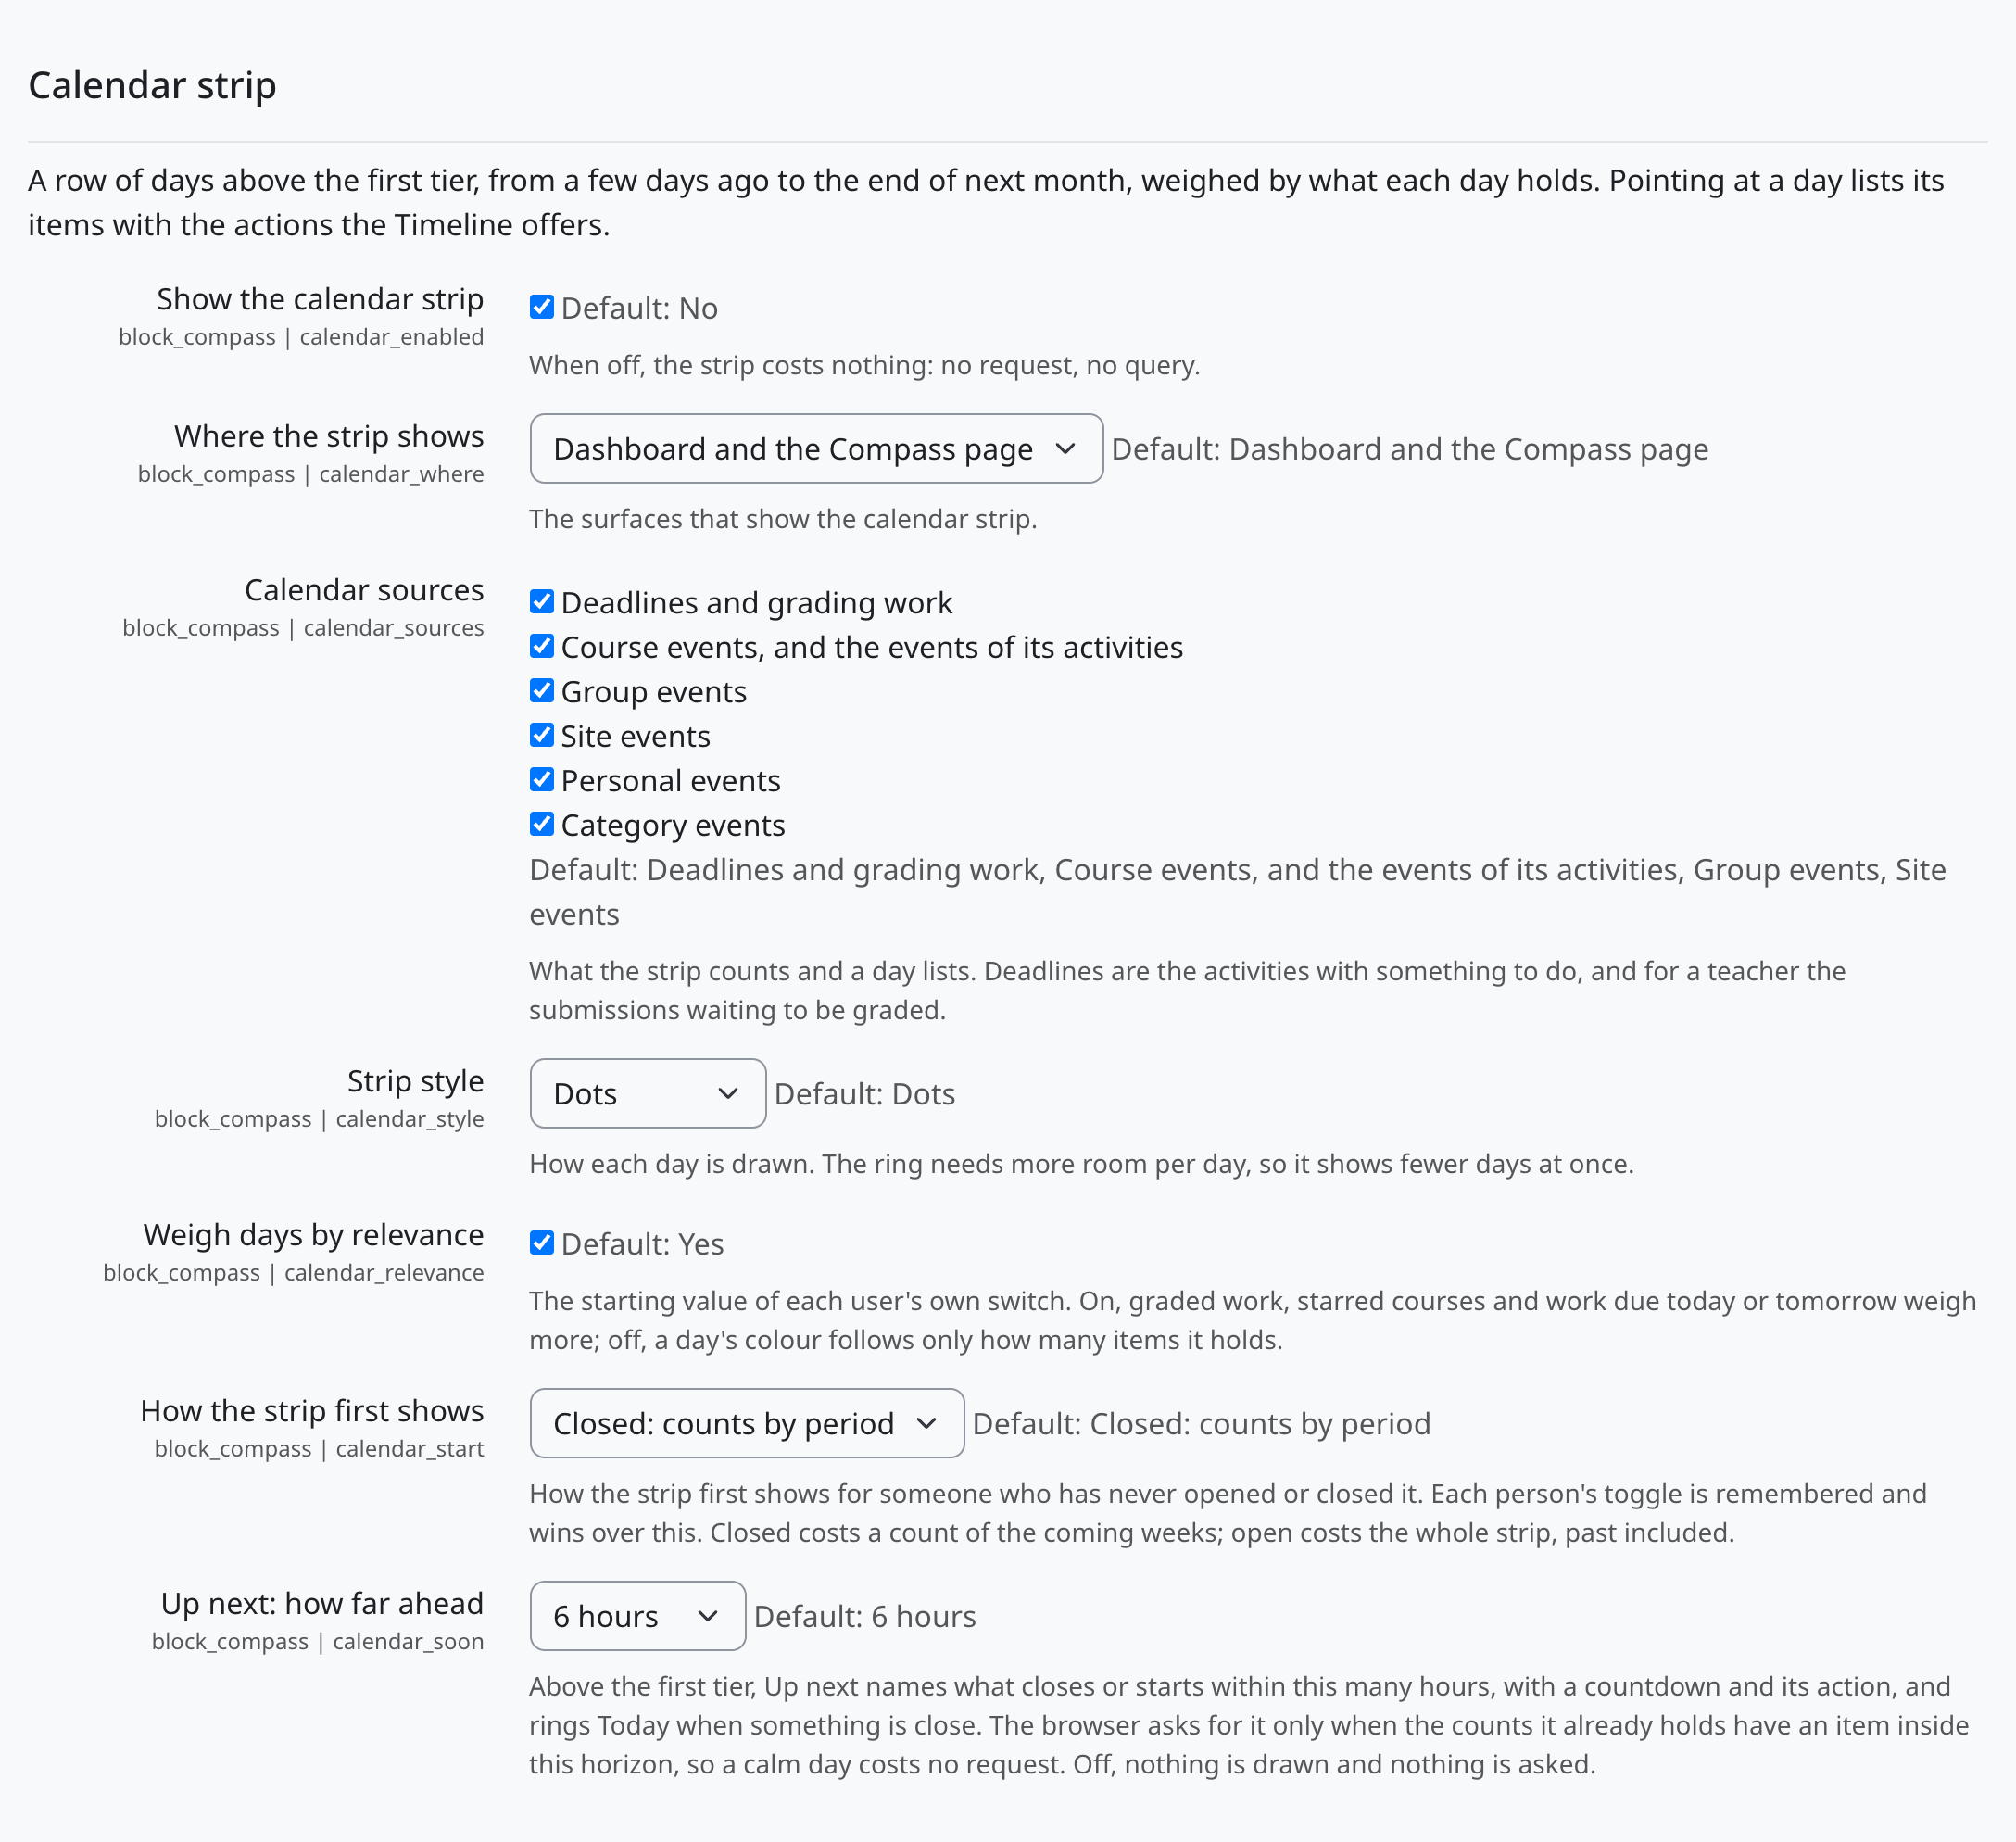 Calendar strip
A row of days above the first tier, from a few days ago to the end of next month, weighed by what each day holds. Pointing at a day lists its
items with the actions the Timeline offers.
Show the calendar strip
block_compass | calendar_enabled
Default: No
When off, the strip costs nothing: no request, no query.
Where the strip shows
block_compass | calendar_where
Dashboard and the Compass page
Default: Dashboard and the Compass page
The surfaces that show the calendar strip.
Calendar sources
block_compass | calendar_sources
Deadlines and grading work
Course events, and the events of its activities
Group events
Site events
Personal events
Category events
Default: Deadlines and grading work, Course events, and the events of its activities, Group events, Site
events
What the strip counts and a day lists. Deadlines are the activities with something to do, and for a teacher the
submissions waiting to be graded.
Strip style
block_compass | calendar_style
Dots
Default: Dots
How each day is drawn. The ring needs more room per day, so it shows fewer days at once.
Weigh days by relevance
block_compass | calendar_relevance
Default: Yes
The starting value of each user's own switch. On, graded work, starred courses and work due today or tomorrow weigh
more; off, a day's colour follows only how many items it holds.
How the strip first shows
block_compass | calendar_start
Closed: counts by period
Default: Closed: counts by period
How the strip first shows for someone who has never opened or closed it. Each person's toggle is remembered and
wins over this. Closed costs a count of the coming weeks; open costs the whole strip, past included.
Up next: how far ahead
block_compass | calendar_soon
6 hours
Default: 6 hours
Above the first tier, Up next names what closes or starts within this many hours, with a countdown and its action, and
rings Today when something is close. The browser asks for it only when the counts it already holds have an item inside
this horizon, so a calm day costs no request. Off, nothing is drawn and nothing is asked.